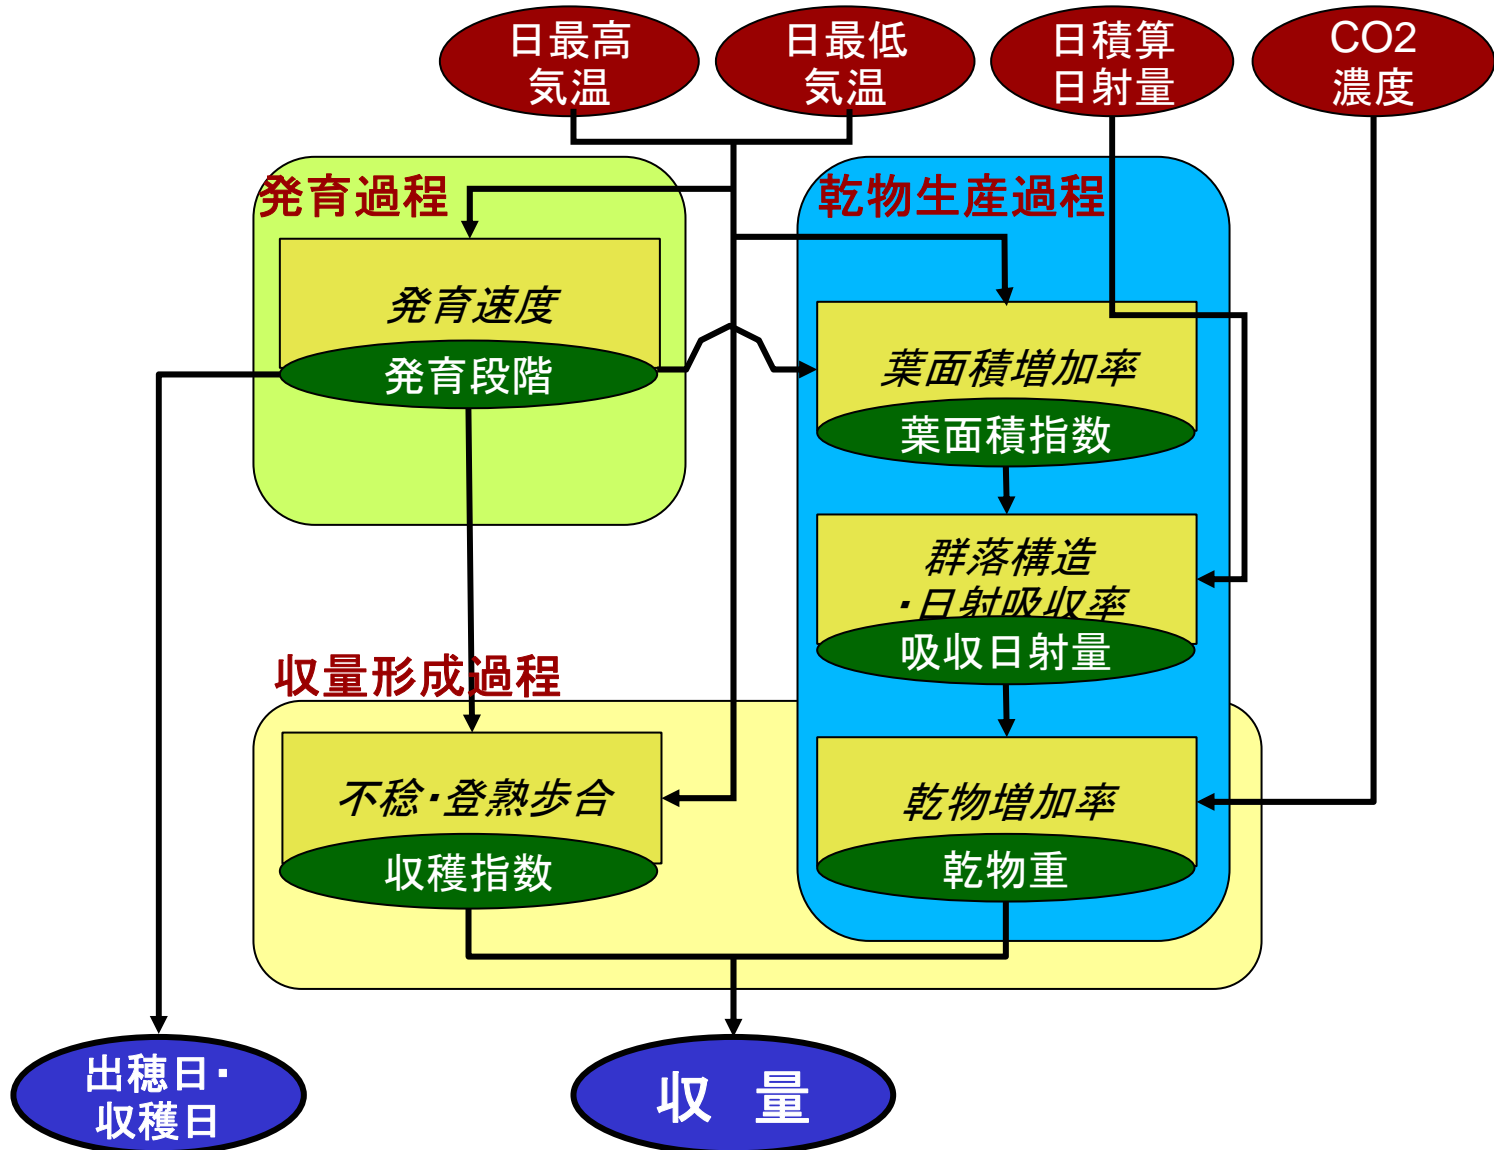 日最高
気温
日最低
気温
日積算
日射量
CO2
濃度
発育過程
乾物生産過程
発育速度
発育段階
葉面積増加率
葉面積指数
群落構造
・日射吸収率
吸収日射量
収量形成過程
不稔・登熟歩合
収穫指数
乾物増加率
乾物重
出穂日・
収穫日
収　量